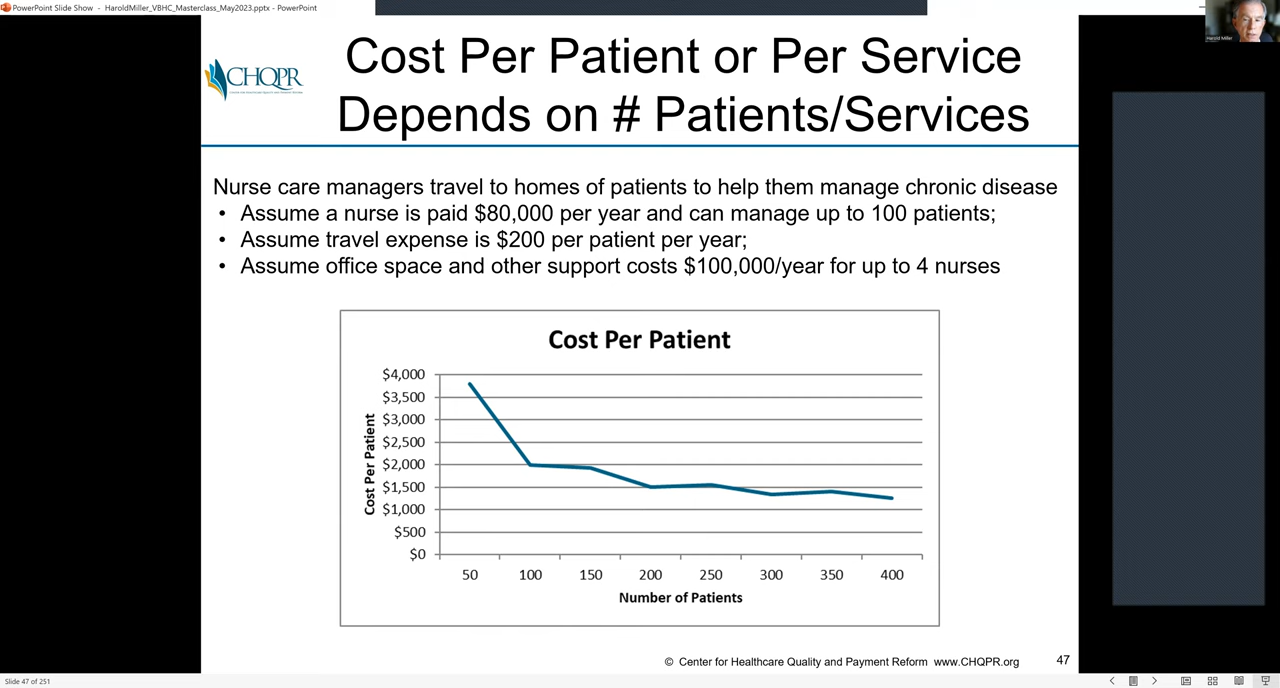 PowerPoint Slide Show - HaroldMiller_VBHC_Masterclass_May2023.pptx - PowerPoint
Harold Miller
CHQPR
Cost Per Patient or Per Service
Depends on # Patients/Services
Nurse care managers travel to homes of patients to help them manage chronic disease
• Assume a nurse is paid $80,000 per year and can manage up to 100 patients;
• Assume travel expense is $200 per patient per year;
• Assume office space and other support costs $100,000/year for up to 4 nurses
Cost Per Patient
Cost Per Patient
$4,000
$3,500
$3,000
$2,500
$2,000
$1,500
$1,000
$500
$0
50 100 150 200 250 300 350 400
Number of Patients
© Center for Healthcare Quality and Payment Reform www.CHQPR.org
47
Slide 47 of 251